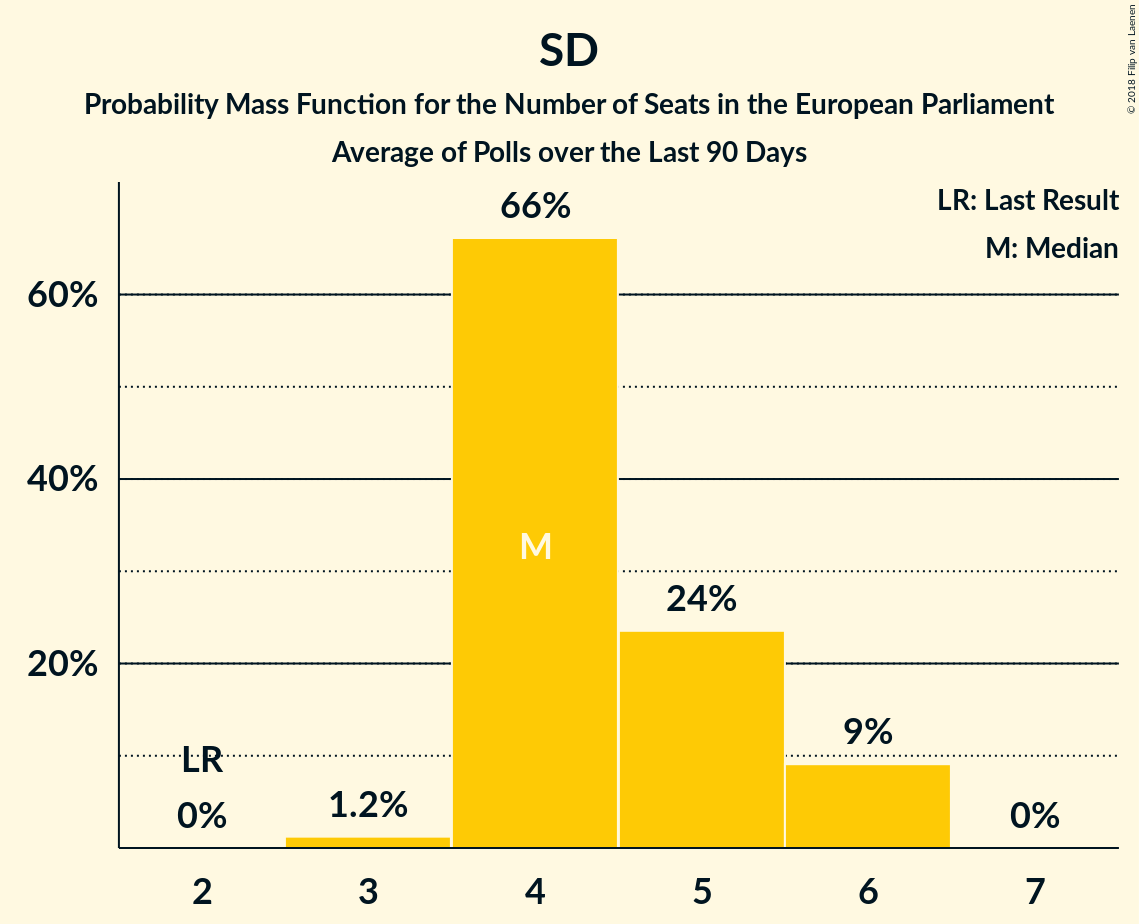 SD
Probability Mass Function for the Number of Seats in the European Parliament
Average of Polls over the Last 90 Days
© 2018 Filip van Laenen
LR: Last Result
M: Median
66%
60%
40%
M
24%
20%
9%
LR
1.2%
0%
0%
2 3 4 5 6 7